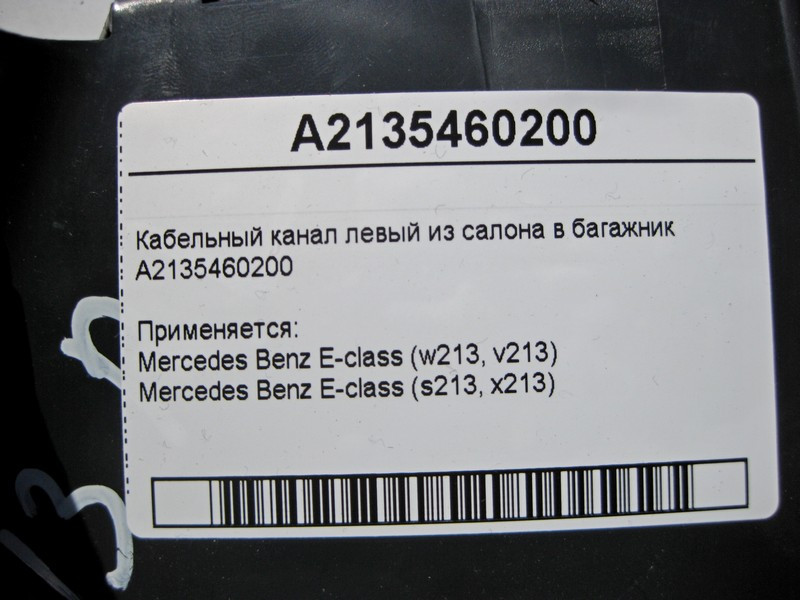 A2135460200
Кабельный канал левый из салона в багажник
A2135460200
Применяется:
Mercedes Benz E-class (w213, v213)
Mercedes Benz E-class (s213, x213)